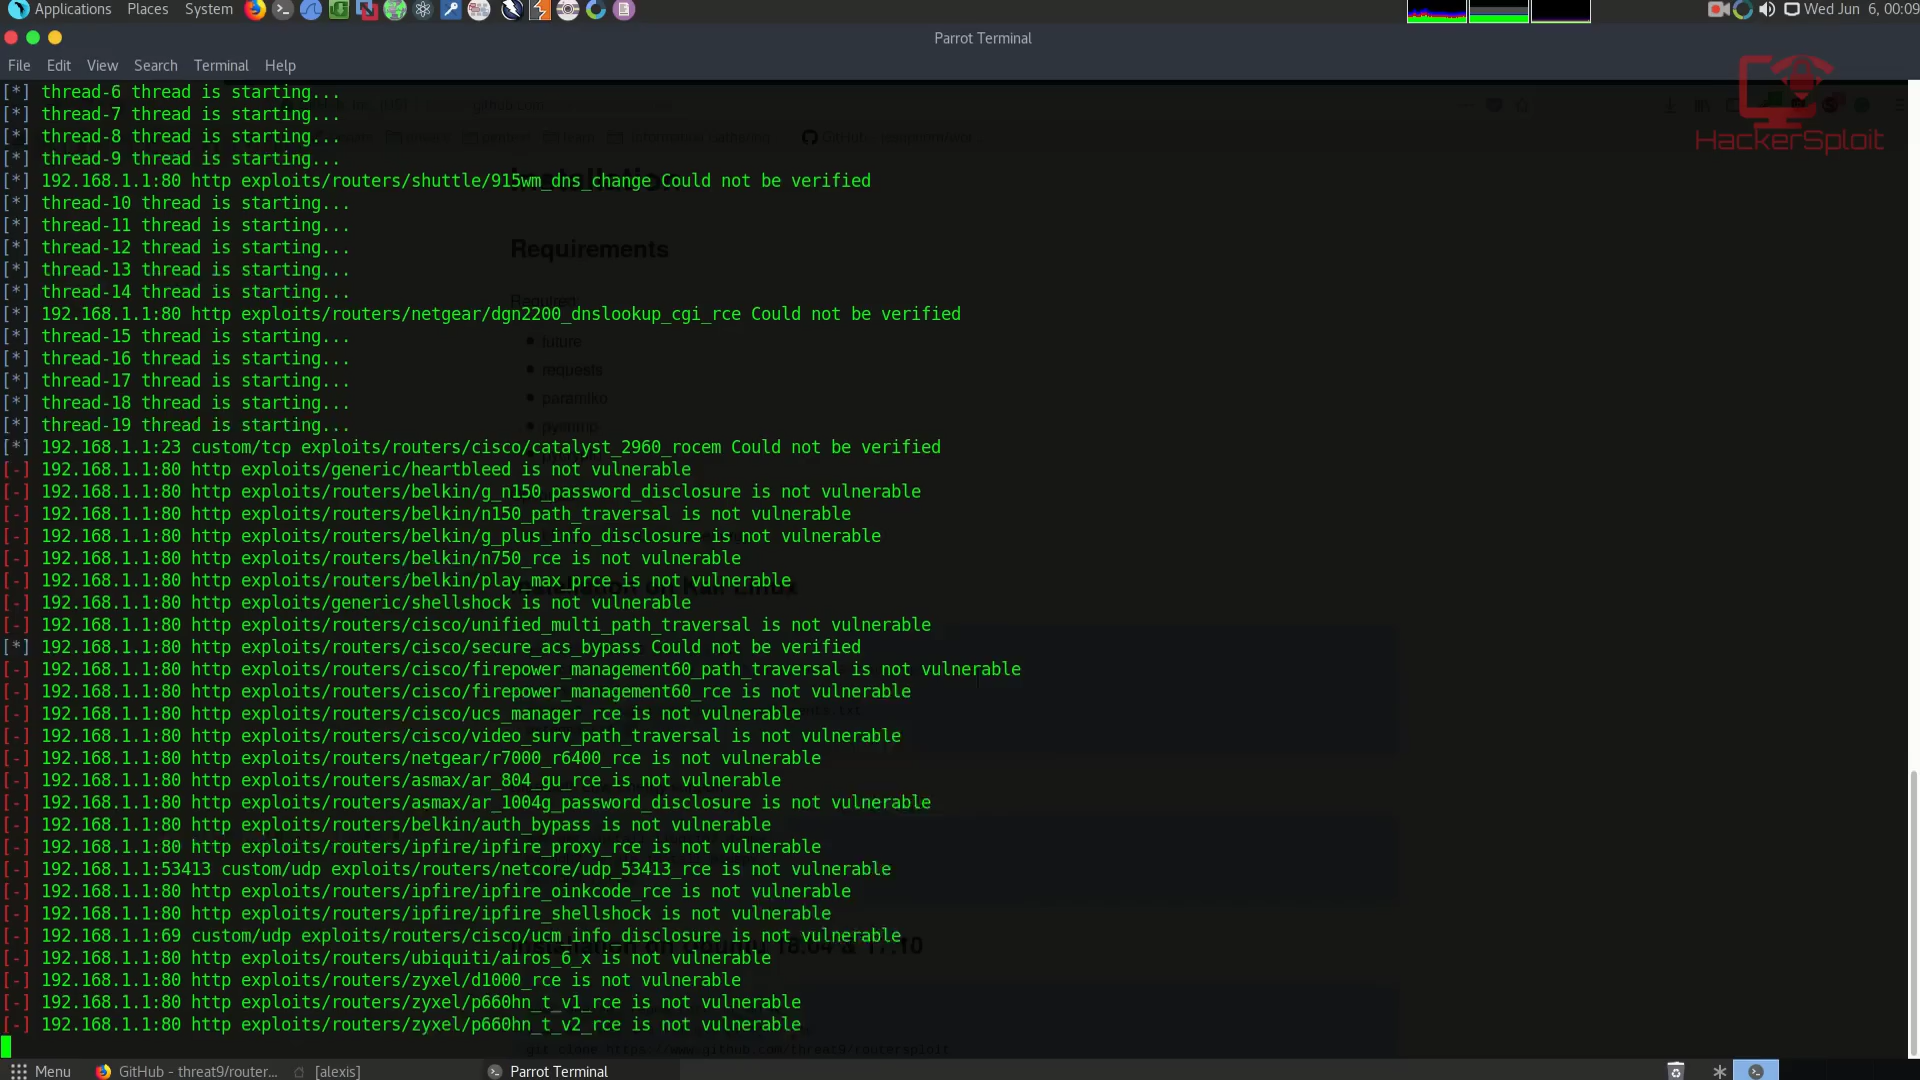 Applications Places System Wed Jun 6, 00:09
Parrot Terminal
File Edit View Search Terminal Help
[*] thread-6 thread is starting...
[*] thread-7 thread is starting...
[*] thread-8 thread is starting...
[*] thread-9 thread is starting...
HackerSploit
[*] 192.168.1.1:80 http exploits/routers/shuttle/915wm_dns_change Could not be verified
[*] thread-10 thread is starting...
[*] thread-11 thread is starting...
[*] thread-12 thread is starting...
Requirements
[*] thread-13 thread is starting...
[*] thread-14 thread is starting...
Required
[*] 192.168.1.1:80 http exploits/routers/netgear/dgn2200_dnslookup_cgi_rce Could not be verified
[*] thread-15 thread is starting...
future
[*] thread-16 thread is starting...
requests
[*] thread-17 thread is starting...
paramiko
[*] thread-18 thread is starting...
[*] thread-19 thread is starting...
pysnmp
[*] 192.168.1.1:23 custom/tcp exploits/routers/cisco/catalyst_2960_rocem Could not be verified
[-] 192.168.1.1:80 http exploits/generic/heartbleed is not vulnerable
[-] 192.168.1.1:80 http exploits/routers/belkin/g_n150_password_disclosure is not vulnerable
[-] 192.168.1.1:80 http exploits/routers/belkin/n150_path_traversal is not vulnerable
[-] 192.168.1.1:80 http exploits/routers/belkin/g_plus_info_disclosure is not vulnerable
[-] 192.168.1.1:80 http exploits/routers/belkin/n750_rce is not vulnerable
[-] 192.168.1.1:80 http exploits/routers/belkin/play_max_prce is not vulnerable
[-] 192.168.1.1:80 http exploits/generic/shellshock is not vulnerable
[-] 192.168.1.1:80 http exploits/routers/cisco/unified_multi_path_traversal is not vulnerable
[*] 192.168.1.1:80 http exploits/routers/cisco/secure_acs_bypass Could not be verified
[-] 192.168.1.1:80 http exploits/routers/cisco/firepower_management60_path_traversal is not vulnerable
[-] 192.168.1.1:80 http exploits/routers/cisco/firepower_management60_rce is not vulnerable
[-] 192.168.1.1:80 http exploits/routers/cisco/ucs_manager_rce is not vulnerable
[-] 192.168.1.1:80 http exploits/routers/cisco/video_surv_path_traversal is not vulnerable
[-] 192.168.1.1:80 http exploits/routers/netgear/r7000_r6400_rce is not vulnerable
[-] 192.168.1.1:80 http exploits/routers/asmax/ar_804_gu_rce is not vulnerable
[-] 192.168.1.1:80 http exploits/routers/asmax/ar_1004g_password_disclosure is not vulnerable
[-] 192.168.1.1:80 http exploits/routers/belkin/auth_bypass is not vulnerable
[-] 192.168.1.1:80 http exploits/routers/ipfire/ipfire_proxy_rce is not vulnerable
[-] 192.168.1.1:53413 custom/udp exploits/routers/netcore/udp_53413_rce is not vulnerable
[-] 192.168.1.1:80 http exploits/routers/ipfire/ipfire_oinkcode_rce is not vulnerable
[-] 192.168.1.1:80 http exploits/routers/ipfire/ipfire_shellshock is not vulnerable
[-] 192.168.1.1:69 custom/udp exploits/routers/cisco/ucm_info_disclosure is not vulnerable
[-] 192.168.1.1:80 http exploits/routers/ubiquiti/airos_6_x is not vulnerable
[-] 192.168.1.1:80 http exploits/routers/zyxel/d1000_rce is not vulnerable
[-] 192.168.1.1:80 http exploits/routers/zyxel/p660hn_t_v1_rce is not vulnerable
[-] 192.168.1.1:80 http exploits/routers/zyxel/p660hn_t_v2_rce is not vulnerable
git clone https://www.github.com/threat9/routersploit
Menu GitHub - threat9/router... [alexis] Parrot Terminal